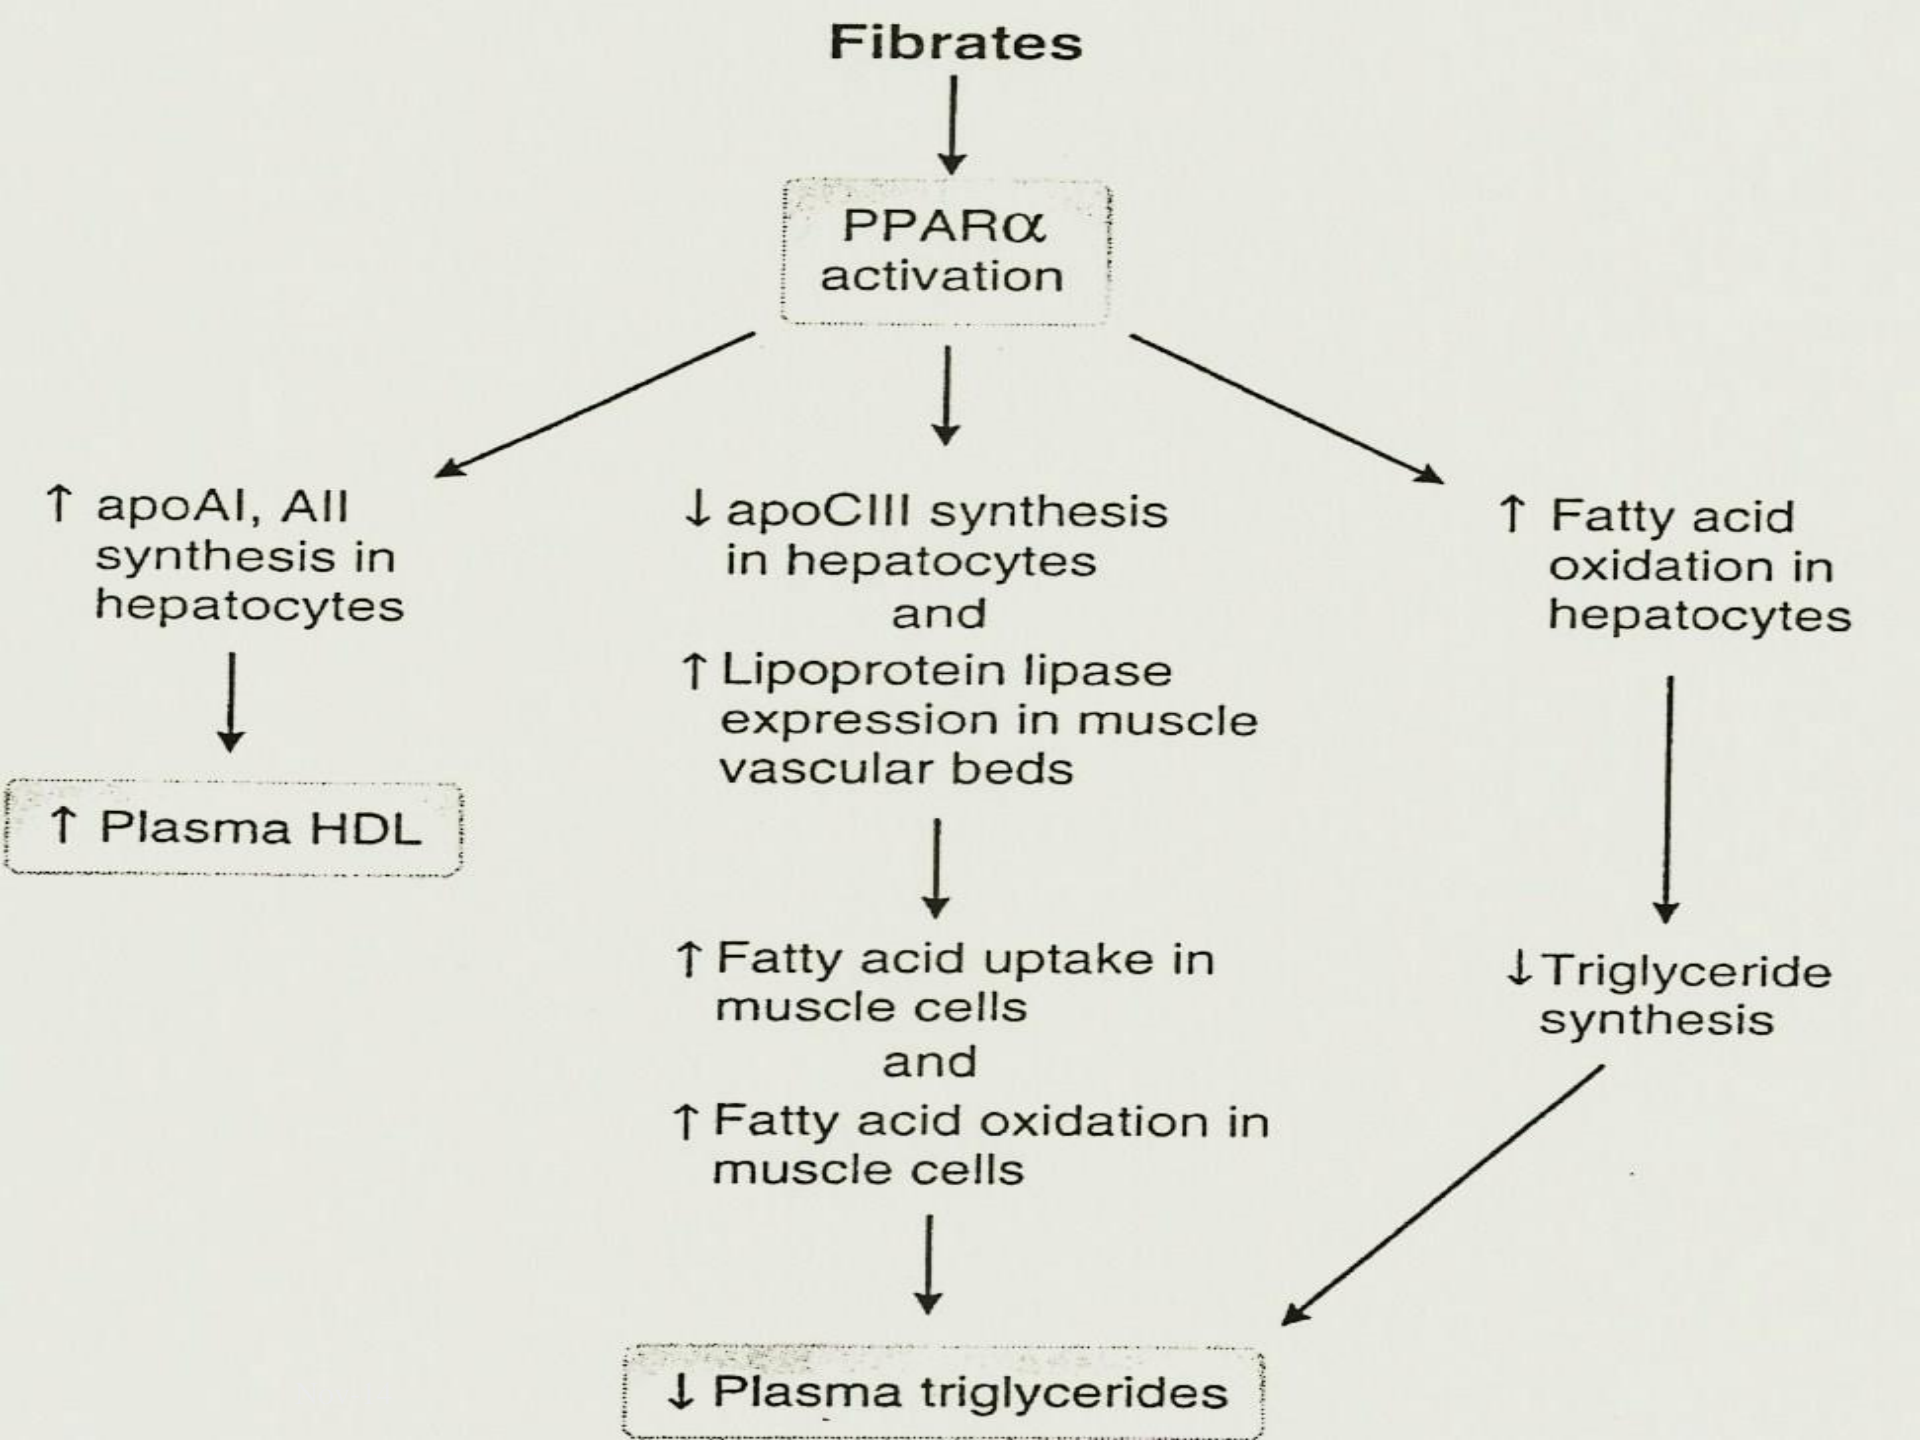 Fibrates
PPARα
activation
↑ apoAI, AII
synthesis in
hepatocytes
↑ Plasma HDL
↓ apoCIII synthesis
in hepatocytes
and
↑ Lipoprotein lipase
expression in muscle
vascular beds
↑ Fatty acid uptake in
muscle cells
and
↑ Fatty acid oxidation in
muscle cells
↑ Fatty acid
oxidation in
hepatocytes
↓ Triglyceride
synthesis
↓ Plasma triglycerides